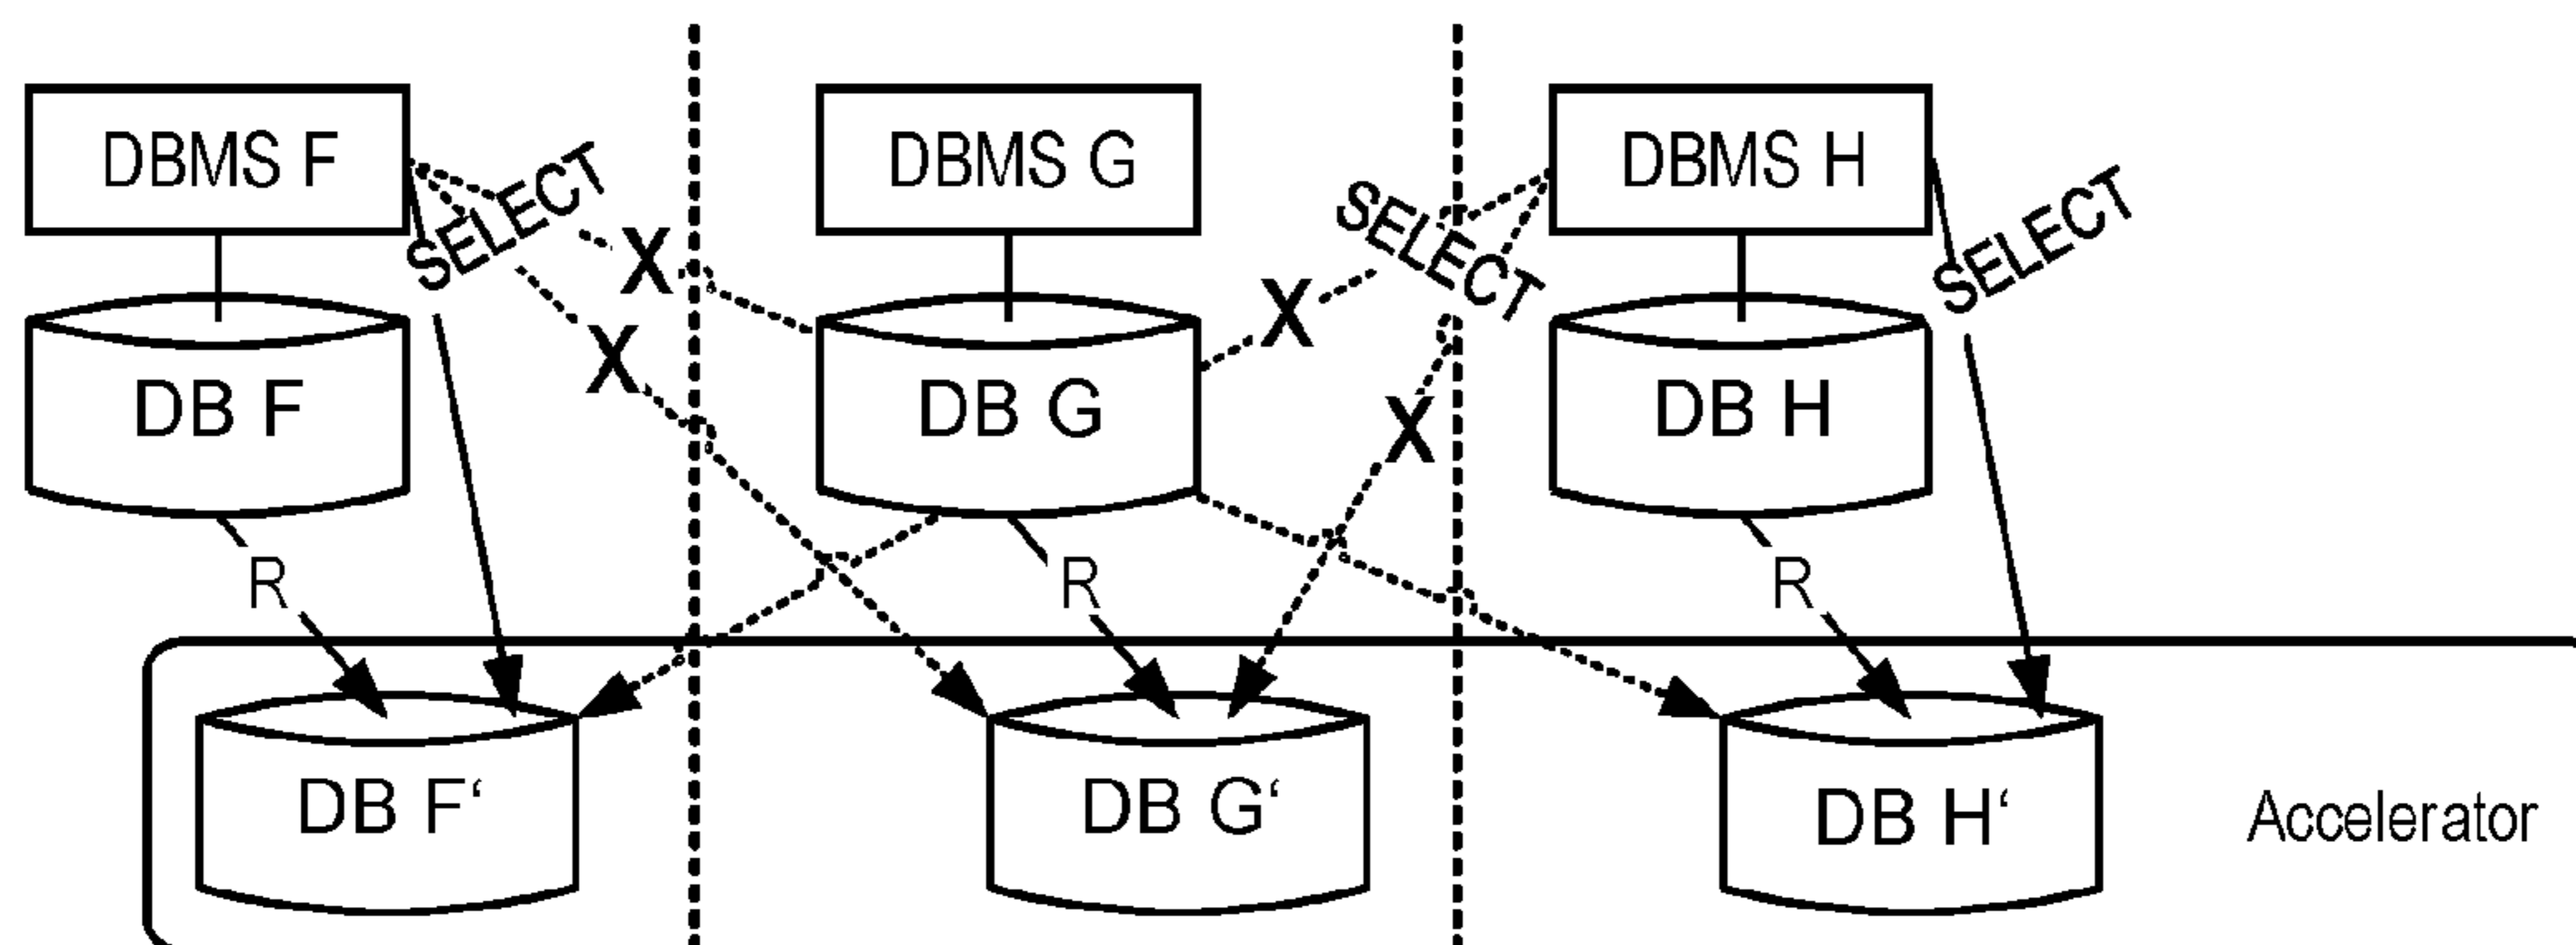 DBMS F
DBMS G
DBMS H
SELECT
SELECT
SELECT
X
X
X
X
DB F
DB G
DB H
R
R
R
DB F‘
DB G‘
DB H‘
Accelerator